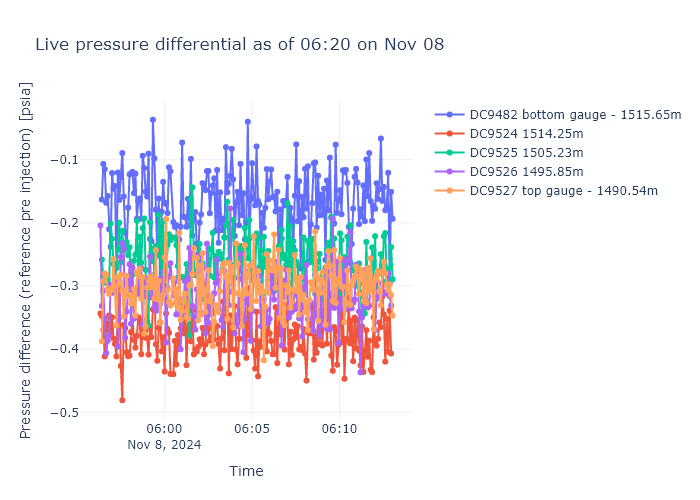 Live pressure differential as of 06:20 on Nov 08
Pressure difference (reference pre injection) [psia]
−0.1
−0.2
−0.3
−0.4
−0.5
06:00
Nov 8, 2024
06:05
06:10
Time
DC9482 bottom gauge - 1515.65m
DC9524 1514.25m
DC9525 1505.23m
DC9526 1495.85m
DC9527 top gauge - 1490.54m